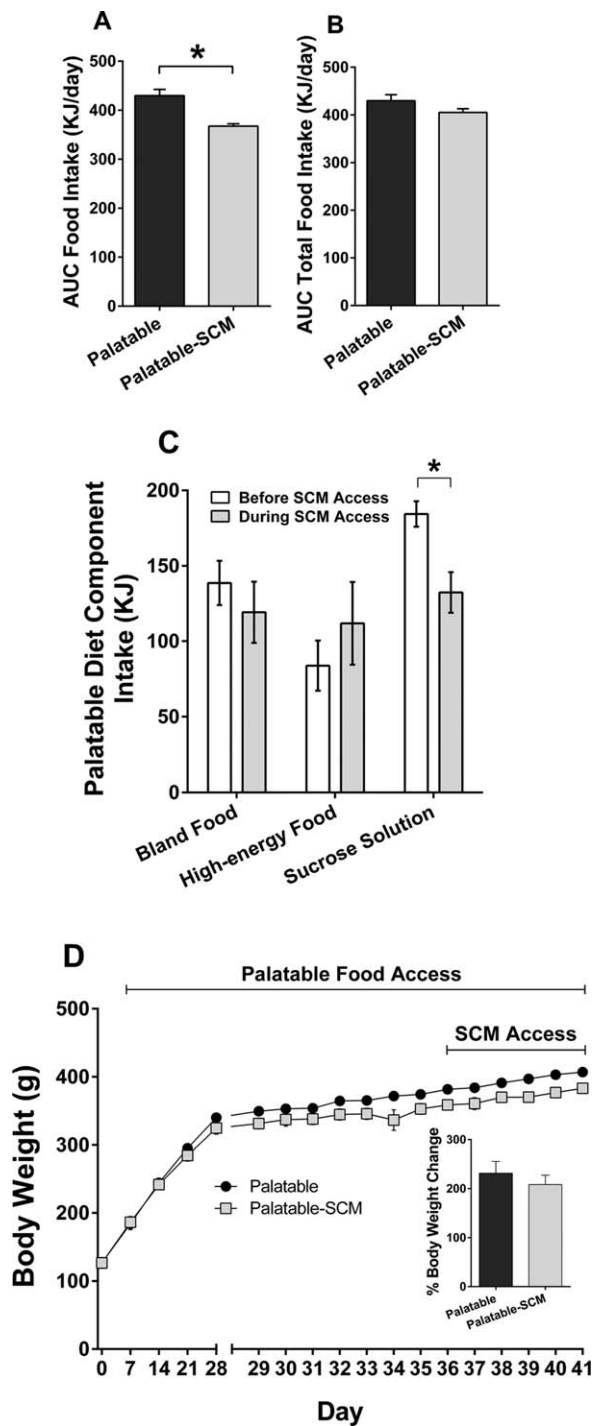 A
*
AUC Food Intake (KJ/day)
500
400
300
200
100
0
Palatable
Palatable-SCM
B
AUC Total Food Intake (KJ/day)
500
400
300
200
100
0
Palatable
Palatable-SCM
C
Palatable Diet Component
Intake (KJ)
200
150
100
50
0
Before SCM Access
During SCM Access
*
Bland Food
High-energy Food
Sucrose Solution
D
Palatable Food Access
SCM Access
Body Weight (g)
500
400
300
200
100
0
Palatable
Palatable-SCM
% Body Weight Change
300
200
100
0
Palatable
Palatable-SCM
0 7 14 21 28 29 30 31 32 33 34 35 36 37 38 39 40 41
Day